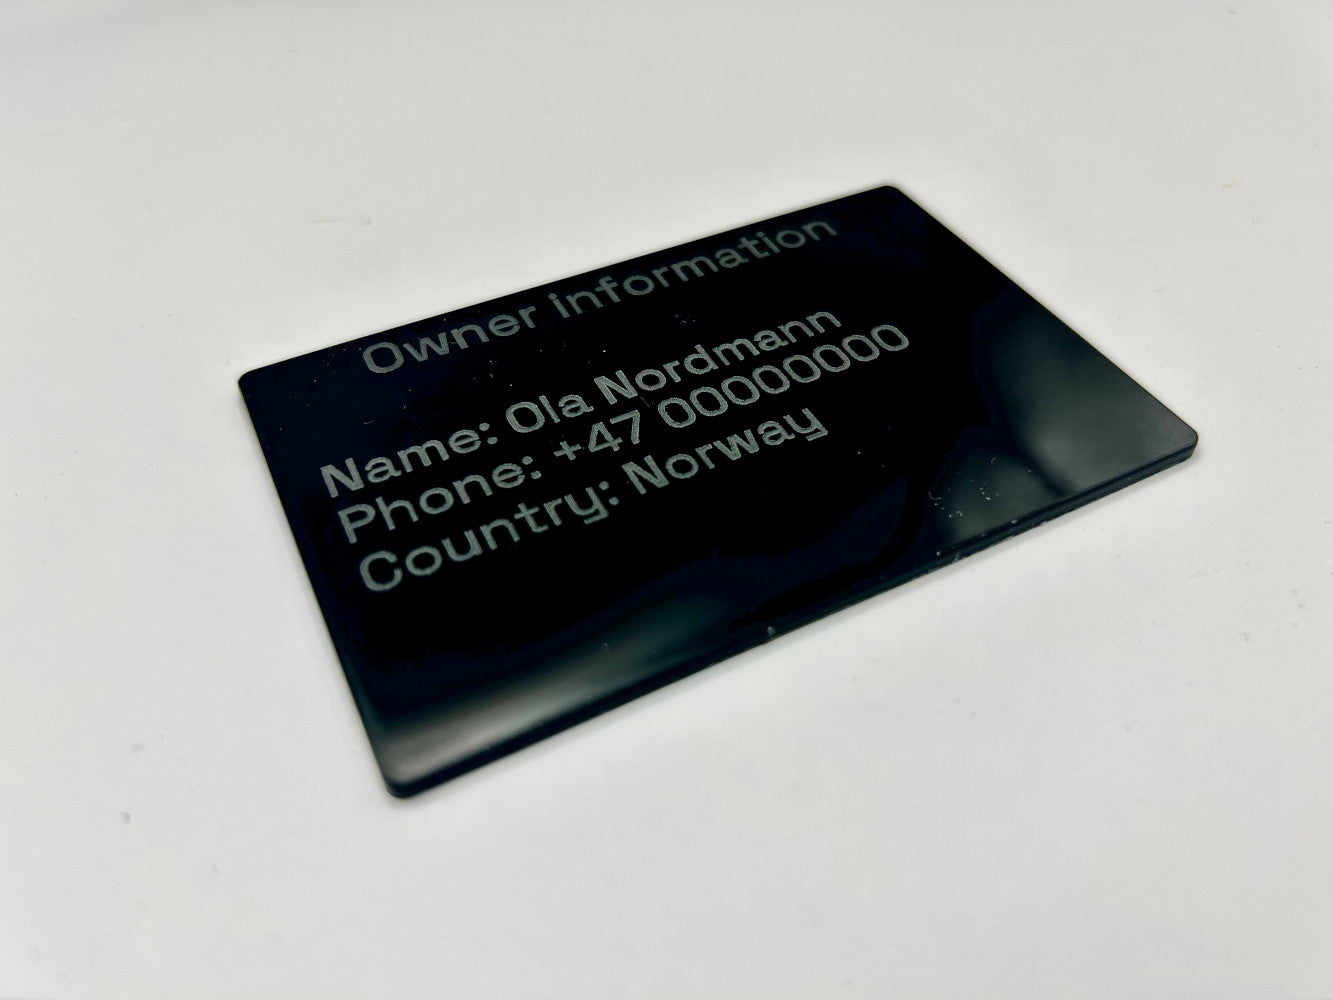 Owner information
Name: Ola Nordmann
Phone: +47 00000000
Country: Norway